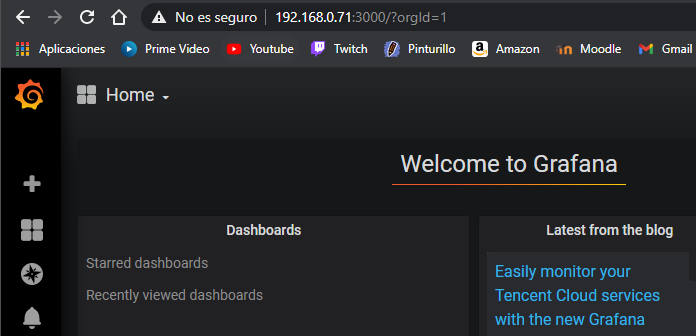 No es seguro 192.168.0.71:3000/?orgId=1
Aplicaciones Prime Video Youtube Twitch Pinturillo Amazon Moodle Gmail
Home
Welcome to Grafana
Dashboards
Starred dashboards
Recently viewed dashboards
Latest from the blog
Easily monitor your
Tencent Cloud services
with the new Grafana